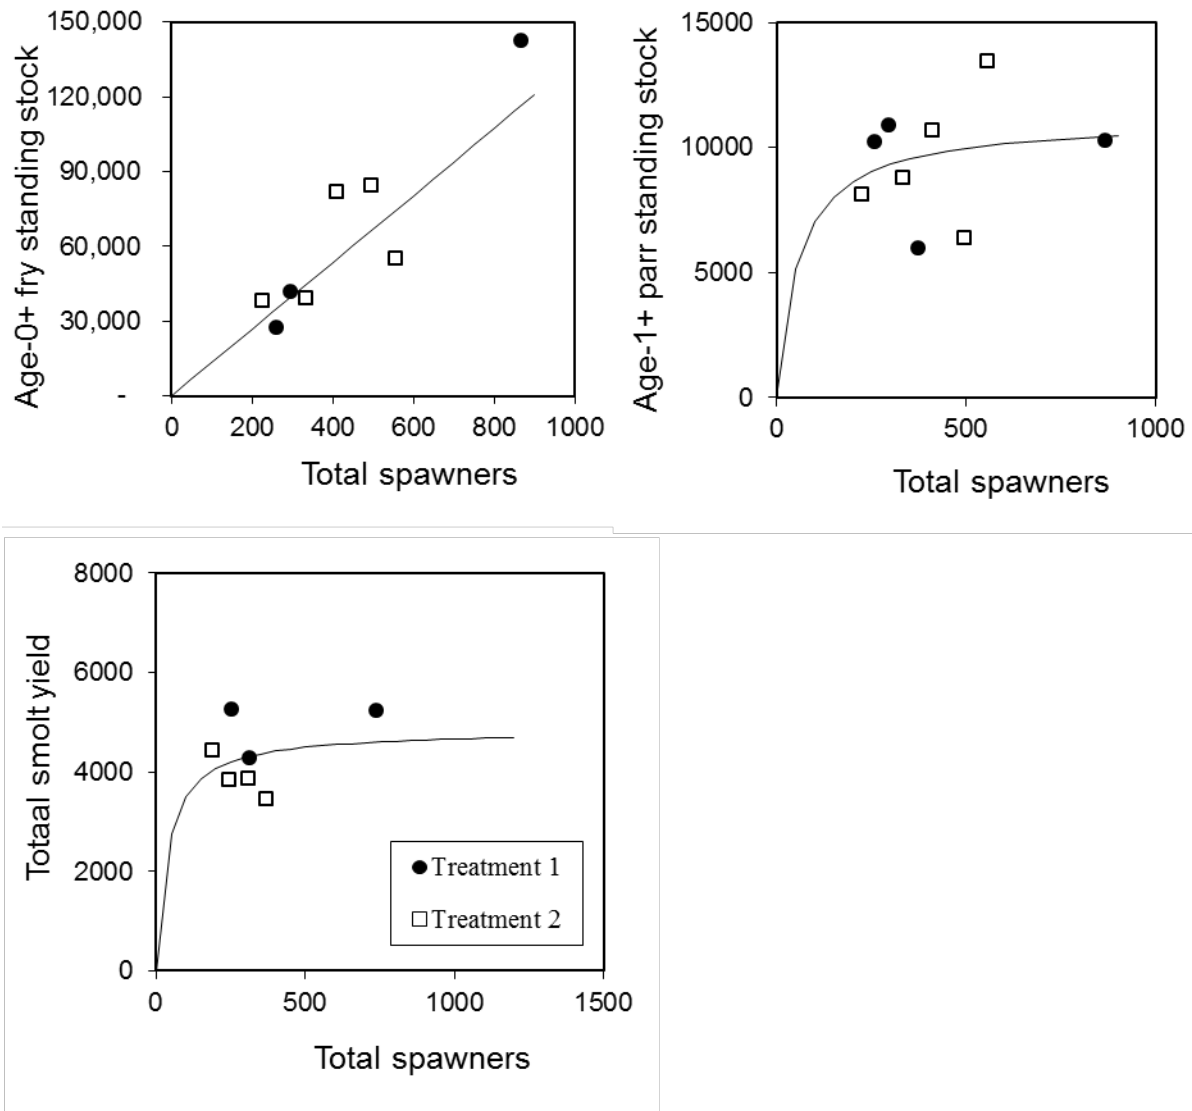 Age-0+ fry standing stock
150,000
120,000
90,000
60,000
30,000
-
0 200 400 600 800 1000
Total spawners
Age-1+ parr standing stock
15000
10000
5000
0
0 500 1000
Total spawners
Totaal smolt yield
8000
6000
4000
2000
0
Treatment 1
Treatment 2
0 500 1000 1500
Total spawners